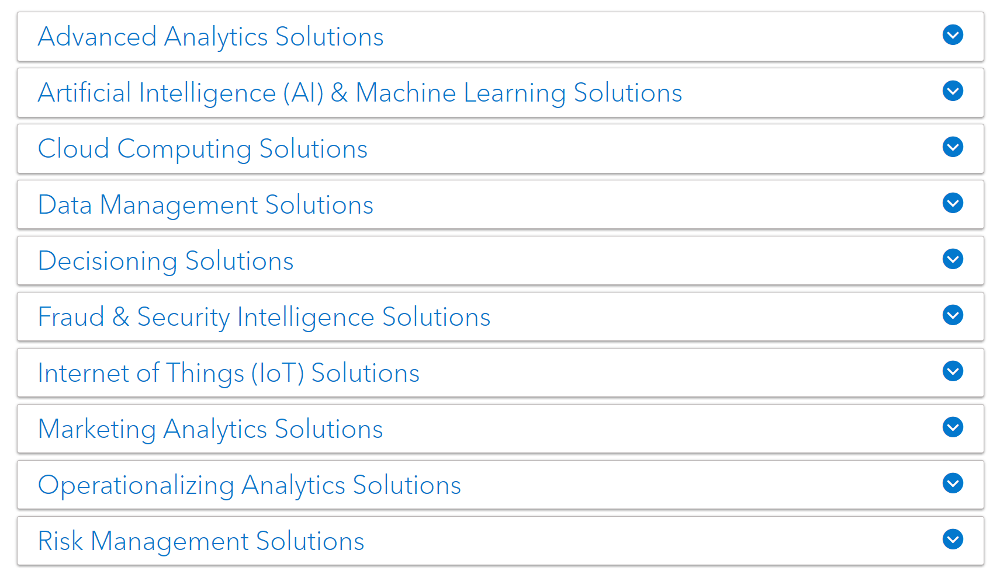 Advanced Analytics Solutions
Artificial Intelligence (AI) & Machine Learning Solutions
Cloud Computing Solutions
Data Management Solutions
Decisioning Solutions
Fraud & Security Intelligence Solutions
Internet of Things (IoT) Solutions
Marketing Analytics Solutions
Operationalizing Analytics Solutions
Risk Management Solutions